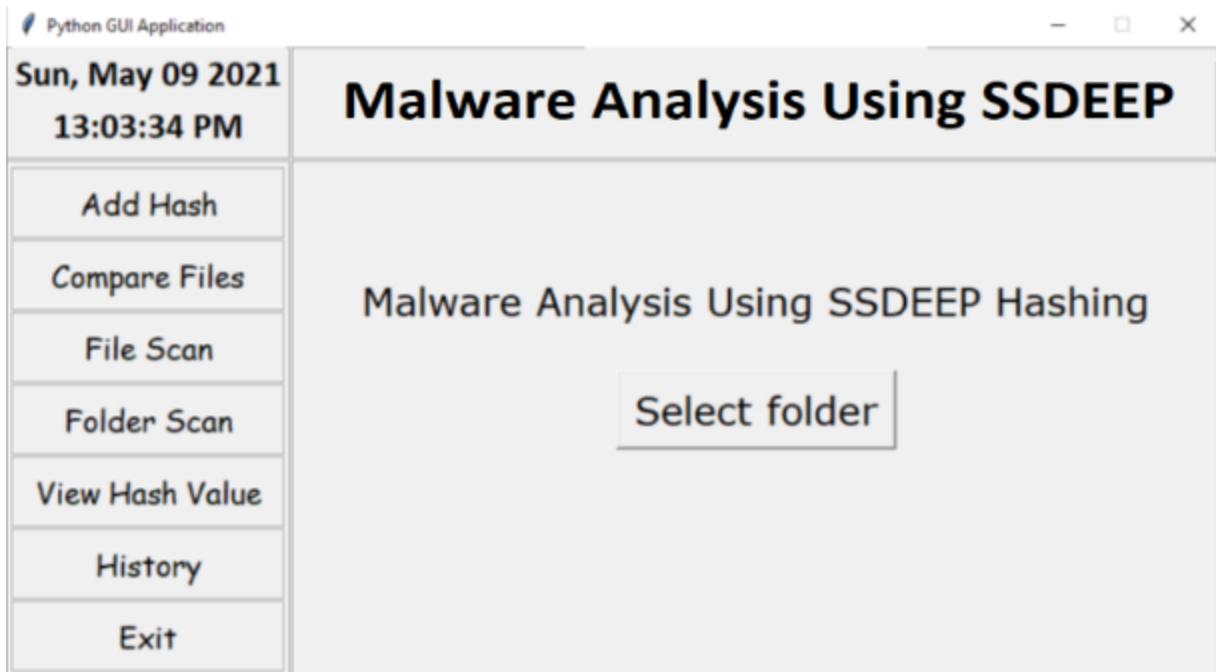 Python GUI Application
Sun, May 09 2021
13:03:34 PM
Malware Analysis Using SSDEEP
Add Hash
Compare Files
File Scan
Folder Scan
View Hash Value
History
Exit
Malware Analysis Using SSDEEP Hashing
Select folder